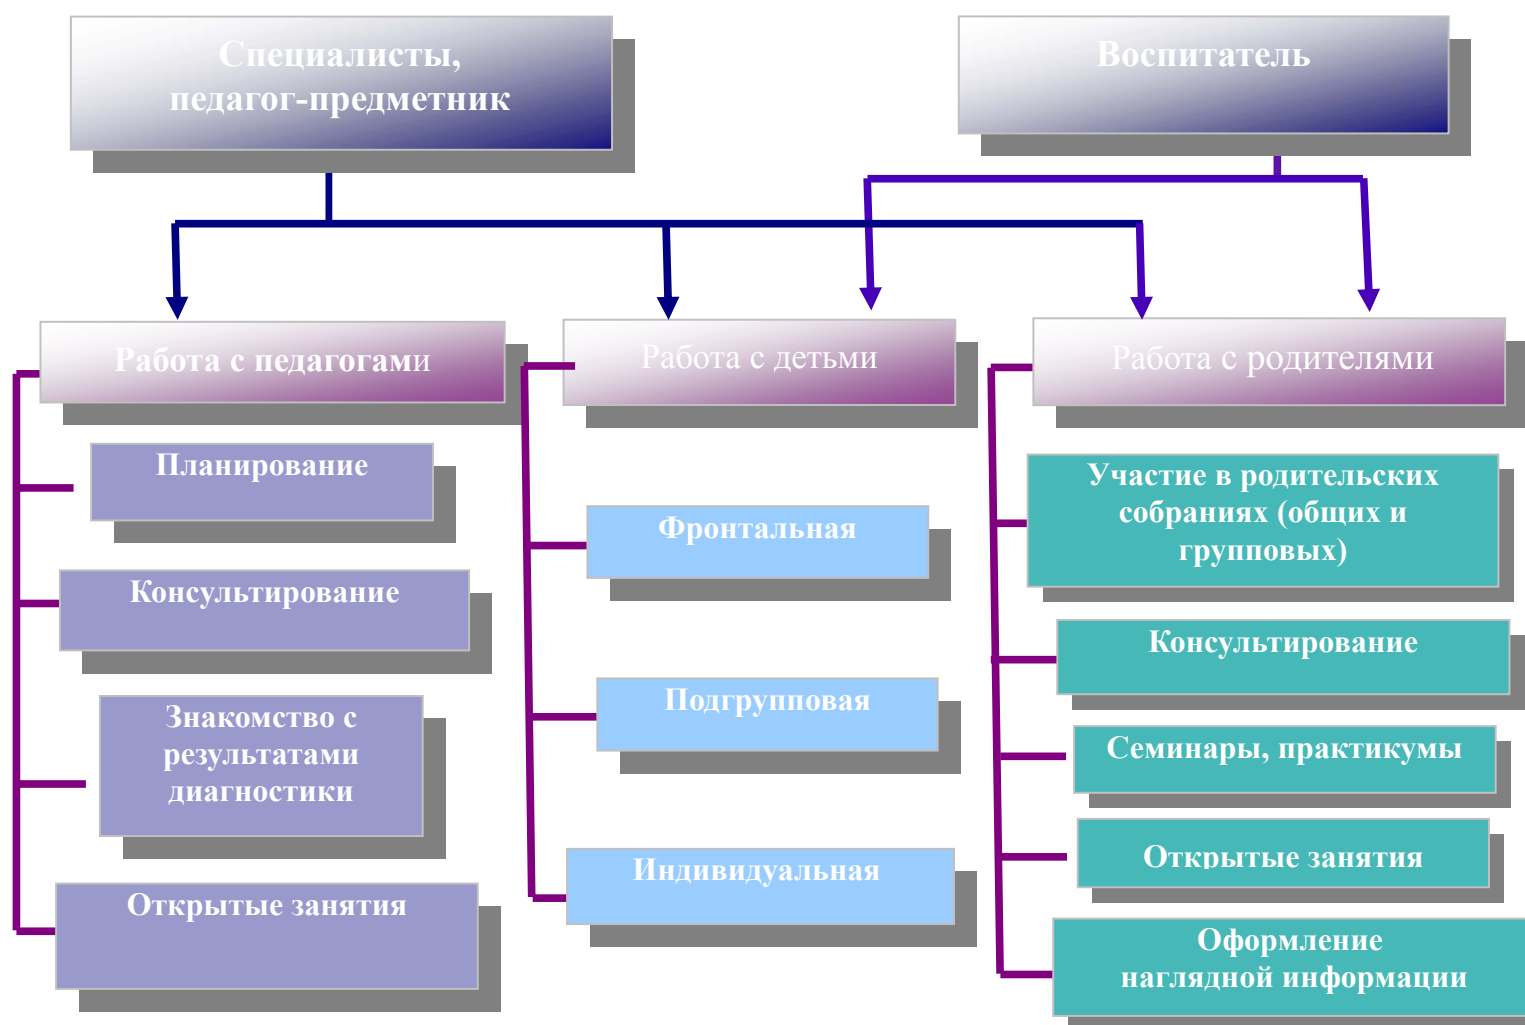 Специалисты,
педагог-предметник
Воспитатель
Работа с педагогами
Работа с детьми
Работа с родителями
Планирование
Консультирование
Знакомство с
результатами
диагностики
Открытые занятия
Фронтальная
Подгрупповая
Индивидуальная
Участие в родительских
собраниях (общих и
групповых)
Консультирование
Семинары, практикумы
Открытые занятия
Оформление
наглядной информации